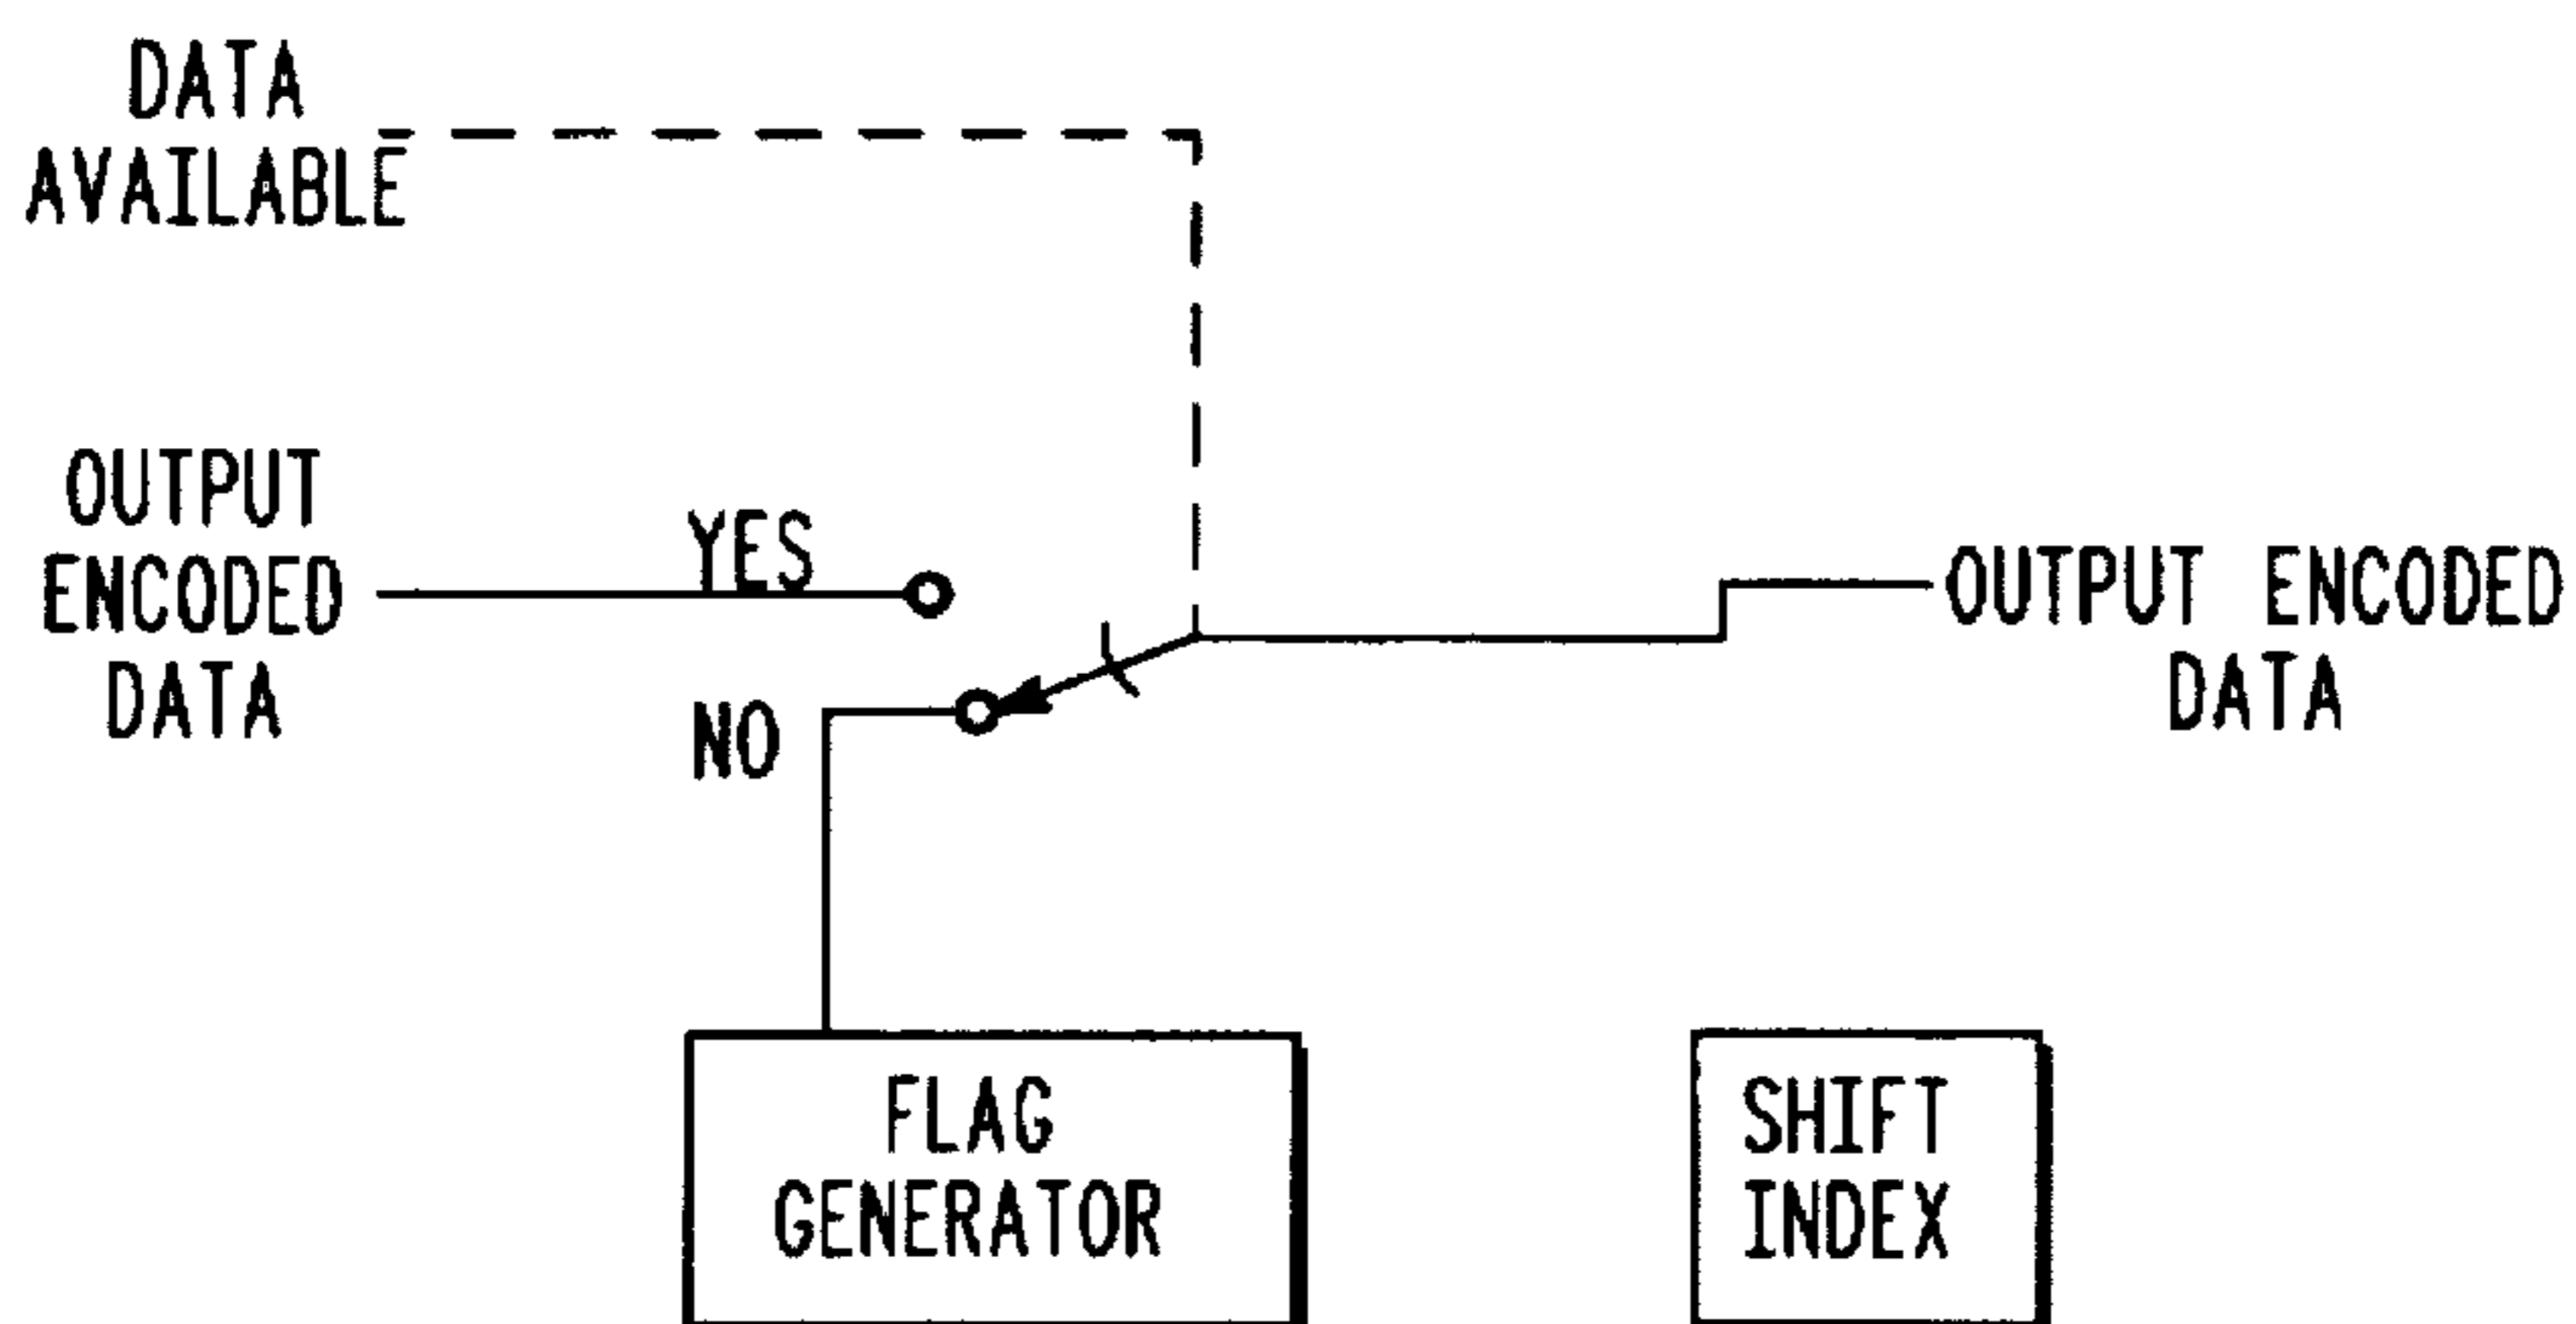 DATA
AVAILABLE
OUTPUT
ENCODED
DATA
YES
NO
OUTPUT ENCODED
DATA
FLAG
GENERATOR
SHIFT
INDEX